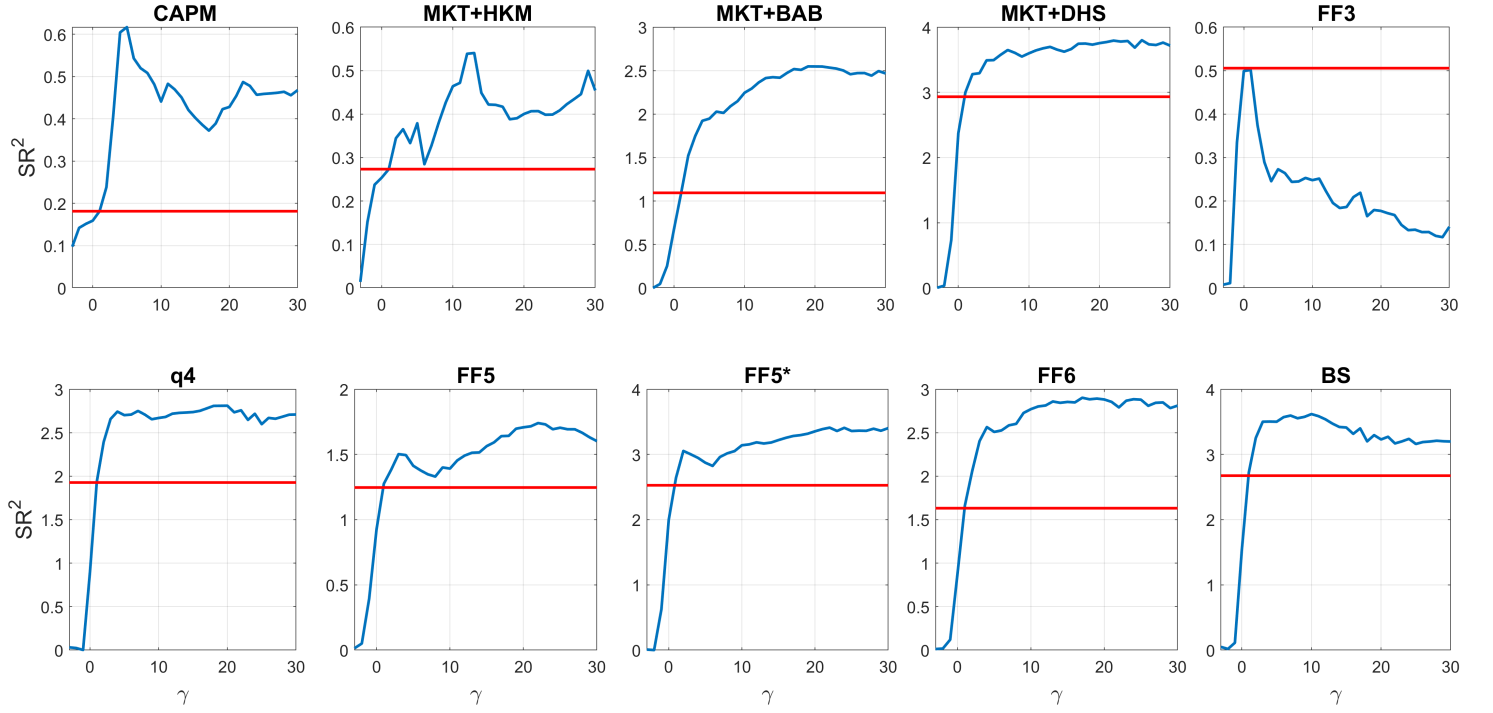 CAPM MKT+HKM MKT+BAB MKT+DHS FF3
SR²
0 0.1 0.2 0.3 0.4 0.5 0.6
0 10 20 30
0 0.1 0.2 0.3 0.4 0.5 0.6
0 10 20 30
0 0.5 1 1.5 2 2.5 3
0 10 20 30
0 1 2 3 4
0 10 20 30
0 0.1 0.2 0.3 0.4 0.5 0.6
0 10 20 30
q4 FF5 FF5* FF6 BS
SR²
0 0.5 1 1.5 2 2.5 3
0 10 20 30
γ
0 0.5 1 1.5 2
0 10 20 30
γ
0 1 2 3 4
0 10 20 30
γ
0 0.5 1 1.5 2 2.5 3
0 10 20 30
γ
0 1 2 3 4
0 10 20 30
γ